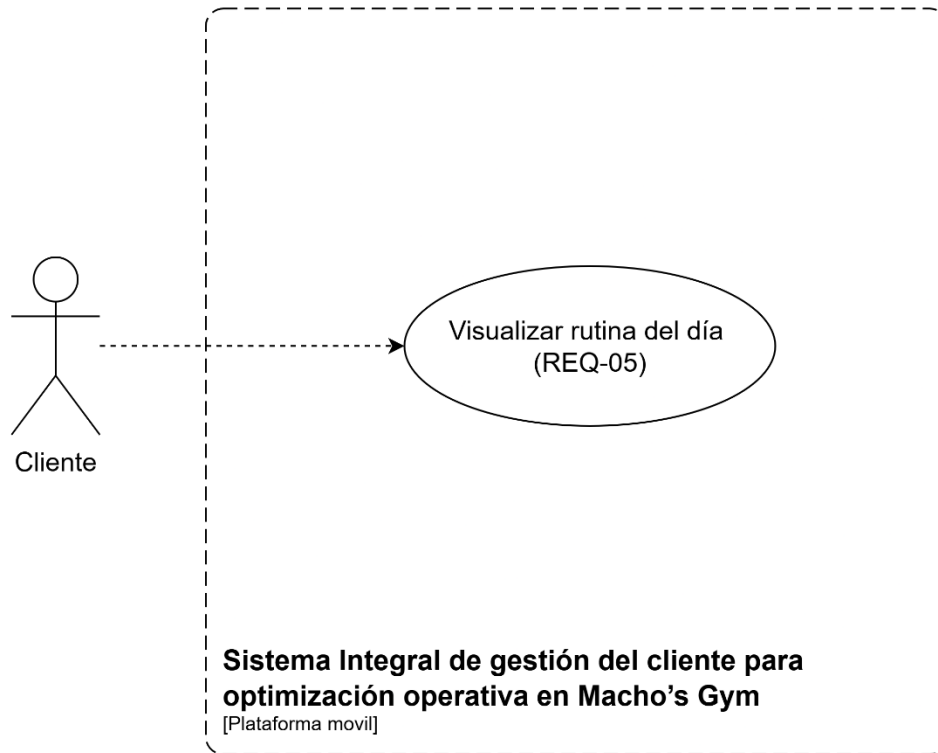 Visualizar rutina del día
(REQ-05)
Cliente
Sistema Integral de gestión del cliente para
optimización operativa en Macho's Gym
[Plataforma movil]